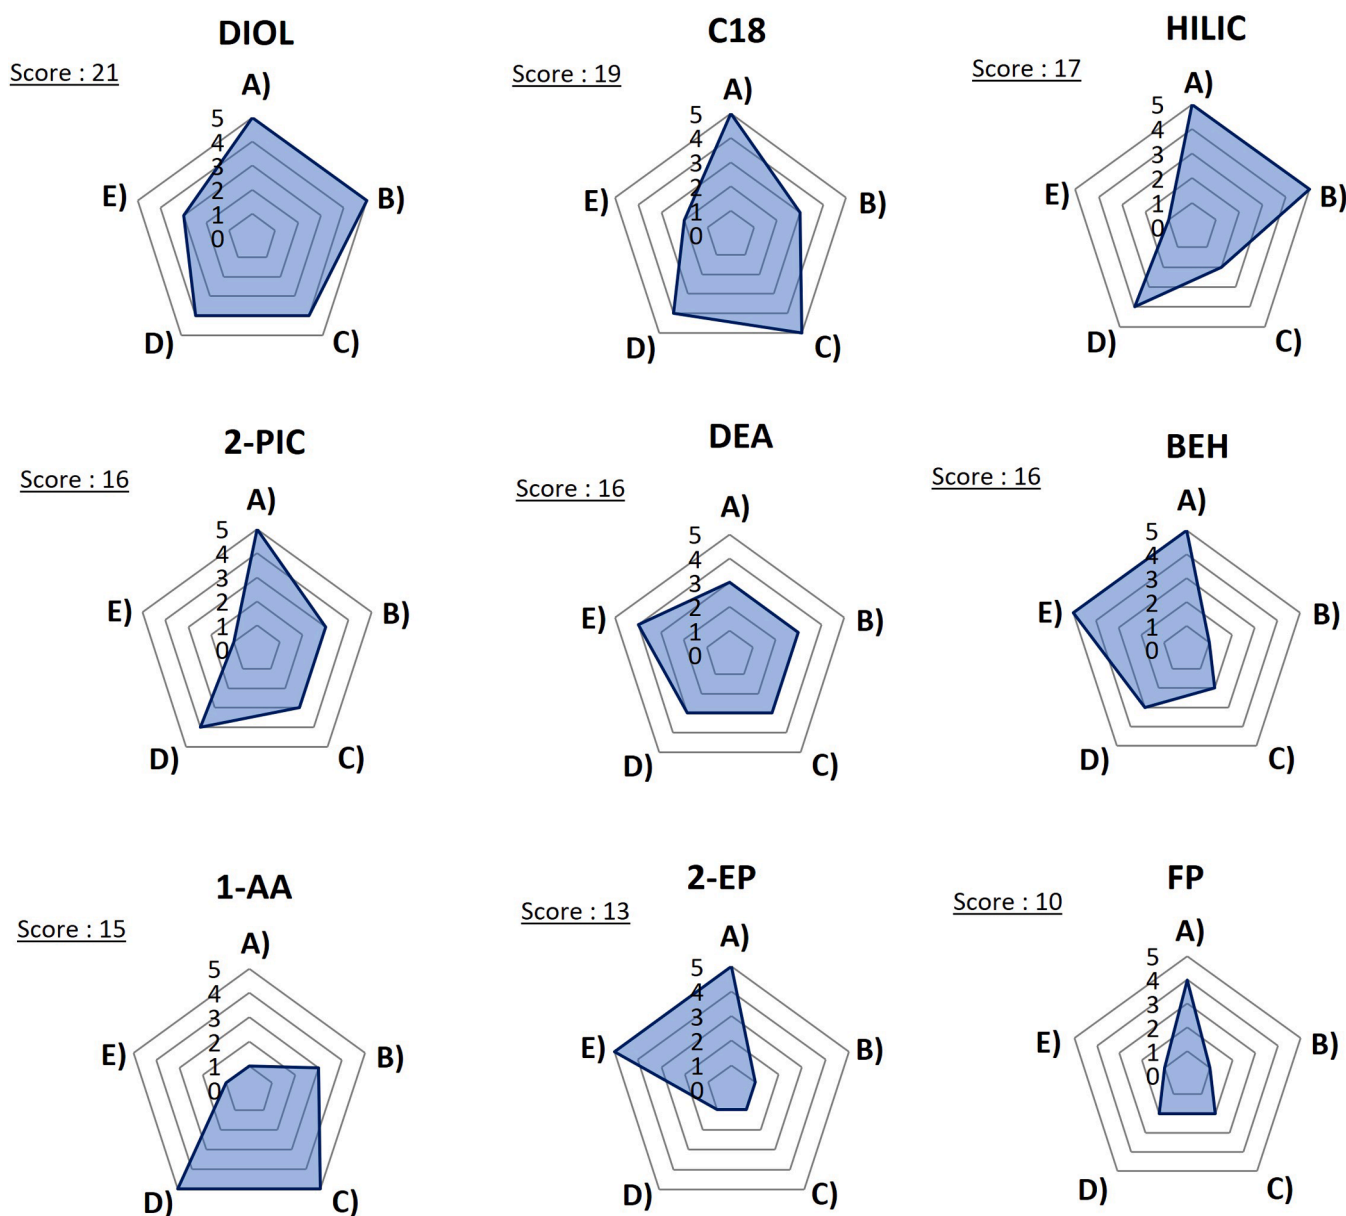 DIOL
Score : 21
A)
5
4
3
2
1
0
E)
B)
D)
C)
C18
Score : 19
A)
5
4
3
2
1
0
E)
B)
D)
C)
HILIC
Score : 17
A)
5
4
3
2
1
0
E)
B)
D)
C)
2-PIC
Score : 16
A)
5
4
3
2
1
0
E)
B)
D)
C)
DEA
Score : 16
A)
5
4
3
2
1
0
E)
B)
D)
C)
BEH
Score : 16
A)
5
4
3
2
1
0
E)
B)
D)
C)
1-AA
Score : 15
A)
5
4
3
2
1
0
E)
B)
D)
C)
2-EP
Score : 13
A)
5
4
3
2
1
0
E)
B)
D)
C)
FP
Score : 10
A)
5
4
3
2
1
0
E)
B)
D)
C)